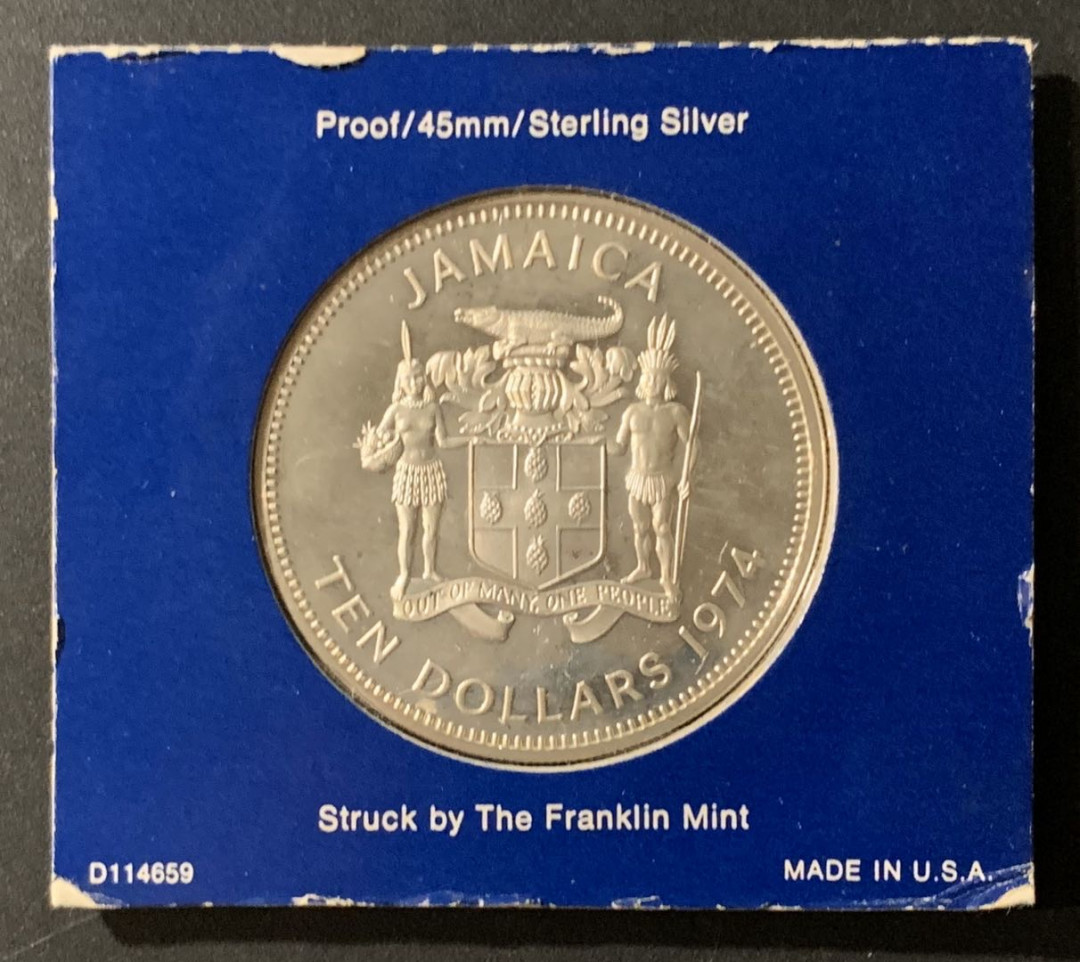 Proof/45mm/Sterling Silver
JAMAICA
OUT OF MANY, ONE PEOPLE
TEN DOLLARS 1974
Struck by The Franklin Mint
D114659
MADE IN U.S.A.